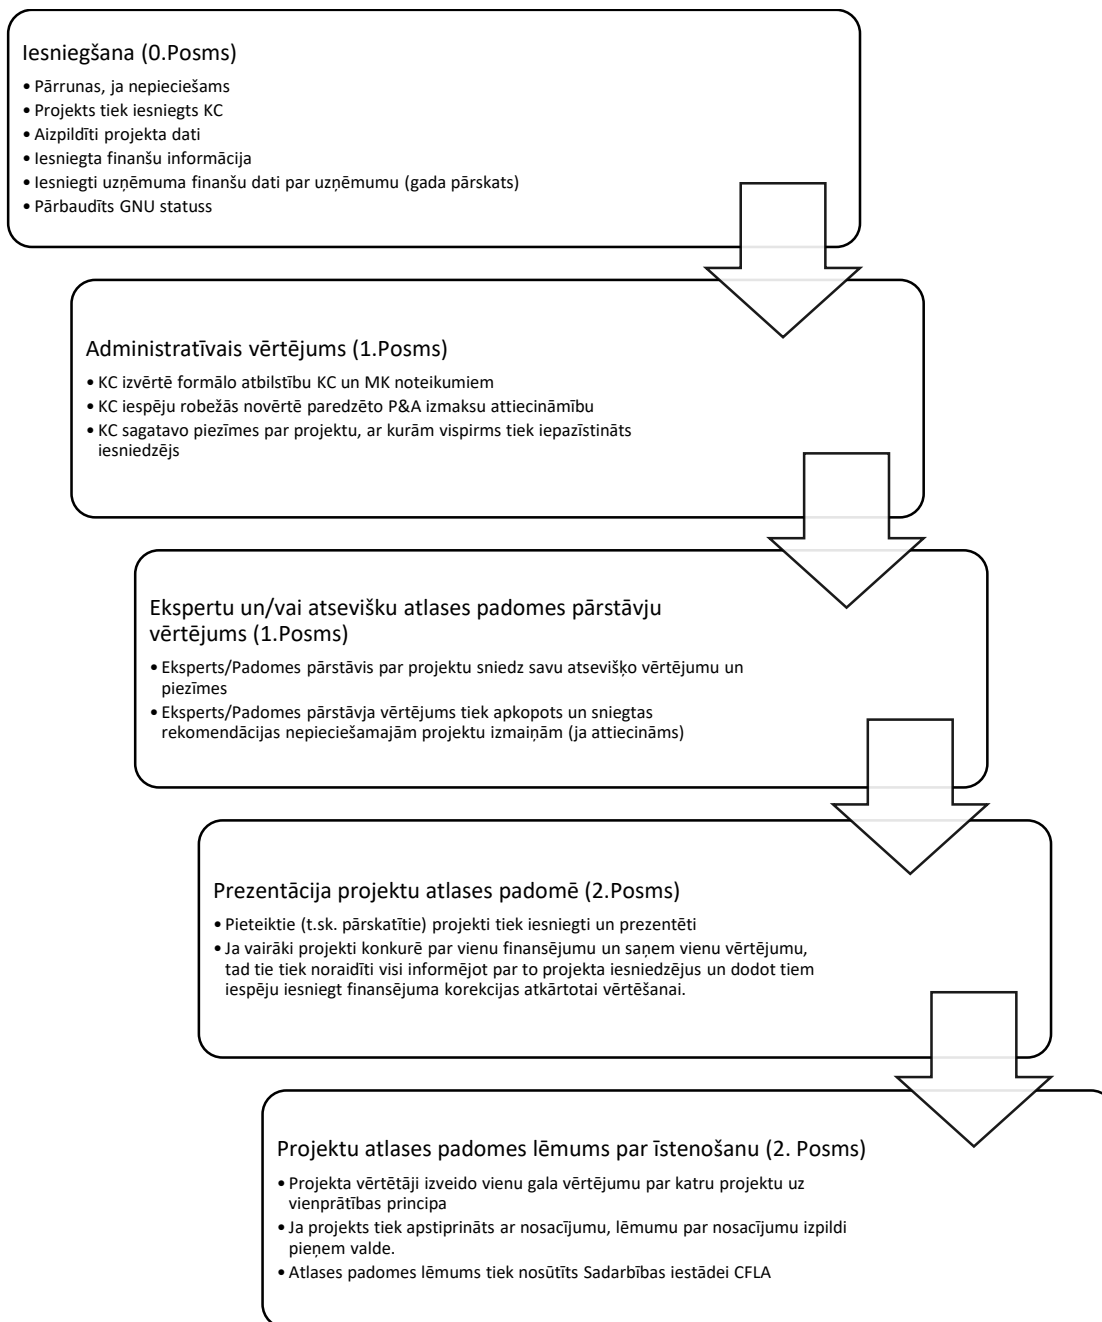 Iesniegšana (0.Posms)
• Pārrunas, ja nepieciešams
• Projekts tiek iesniegts KC
• Aizpildīti projekta dati
• Iesniegta finanšu informācija
• Iesniegti uzņēmuma finanšu dati par uzņēmumu (gada pārskats)
• Pārbaudīts GNU statuss
Administratīvais vērtējums (1.Posms)
• KC izvērtē formālo atbilstību KC un MK noteikumiem
• KC iespēju robežās novērtē paredzēto P&A izmaksu attiecināmību
• KC sagatavo piezīmes par projektu, ar kurām vispirms tiek iepazīstināts
iesniedzējs
Ekspertu un/vai atsevišku atlases padomes pārstāvju
vērtējums (1.Posms)
• Eksperts/Padomes pārstāvis par projektu sniedz savu atsevišķo vērtējumu un
piezīmes
• Eksperts/Padomes pārstāvja vērtējums tiek apkopots un sniegtas
rekomendācijas nepieciešamajām projektu izmaiņām (ja attiecināms)
Prezentācija projektu atlases padomē (2.Posms)
• Pieteiktie (t.sk. pārskatītie) projekti tiek iesniegti un prezentēti
• Ja vairāki projekti konkurē par vienu finansējumu un saņem vienu vērtējumu,
tad tie tiek noraidīti visi informējot par to projekta iesniedzējus un dodot tiem
iespēju iesniegt finansējuma korekcijas atkārtotai vērtēšanai.
Projektu atlases padomes lēmums par īstenošanu (2. Posms)
• Projekta vērtētāji izveido vienu gala vērtējumu par katru projektu uz
vienprātības principa
• Ja projekts tiek apstiprināts ar nosacījumu, lēmumu par nosacījumu izpildi
pieņem valde.
• Atlases padomes lēmums tiek nosūtīts Sadarbības iestādei CFLA